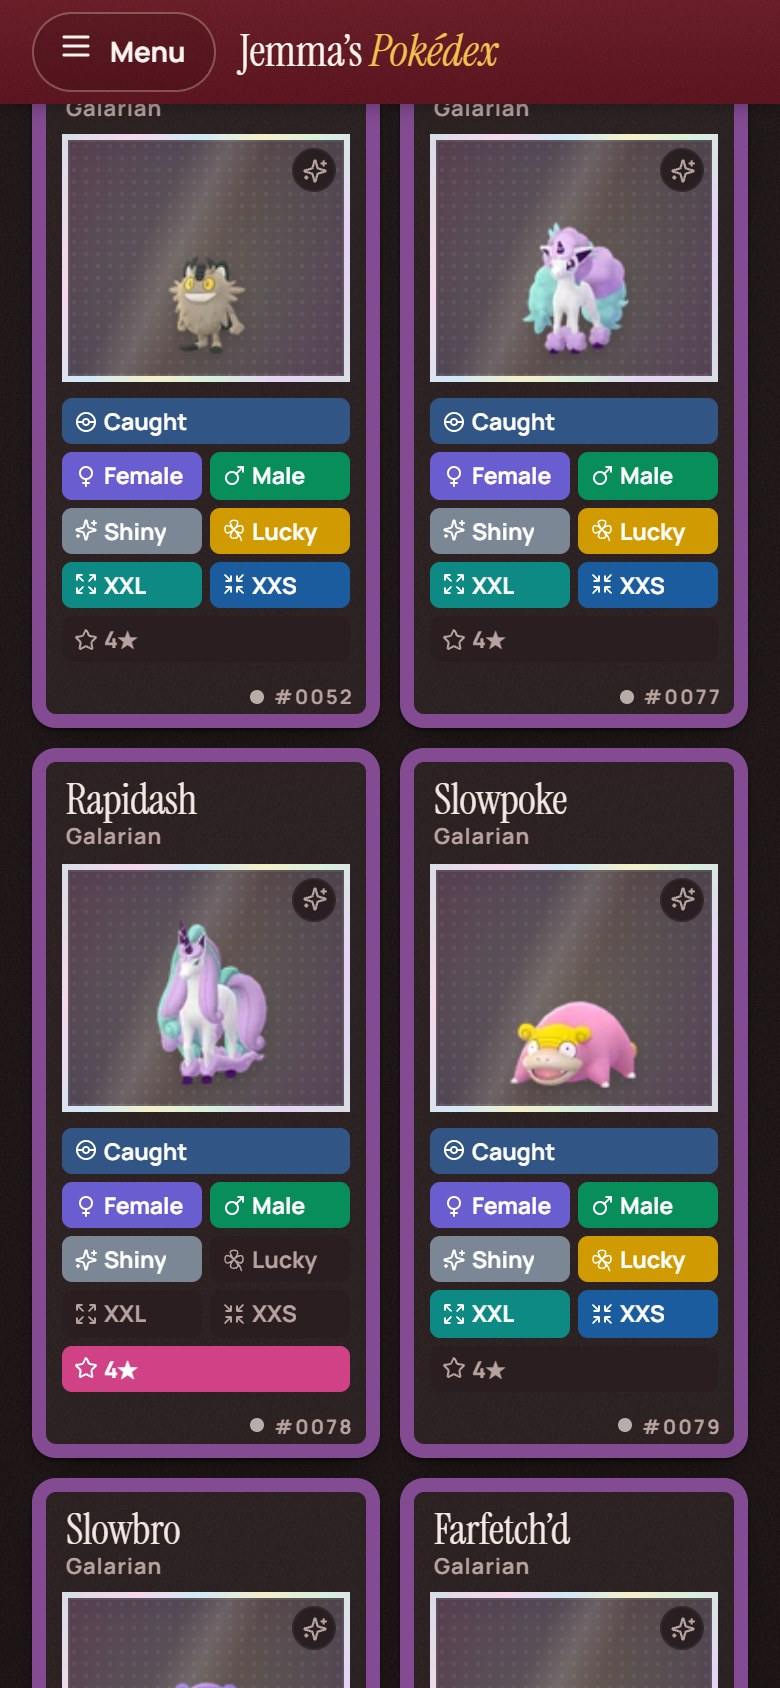 Menu Jemma's Pokédex
Galarian Galarian
Caught Caught
Female Male Female Male
Shiny Lucky Shiny Lucky
XXL XXS XXL XXS
4★ 4★
#0052 #0077
Rapidash Slowpoke
Galarian Galarian
Caught Caught
Female Male Female Male
Shiny Lucky Shiny Lucky
XXL XXS XXL XXS
4★ 4★
#0078 #0079
Slowbro Farfetch'd
Galarian Galarian